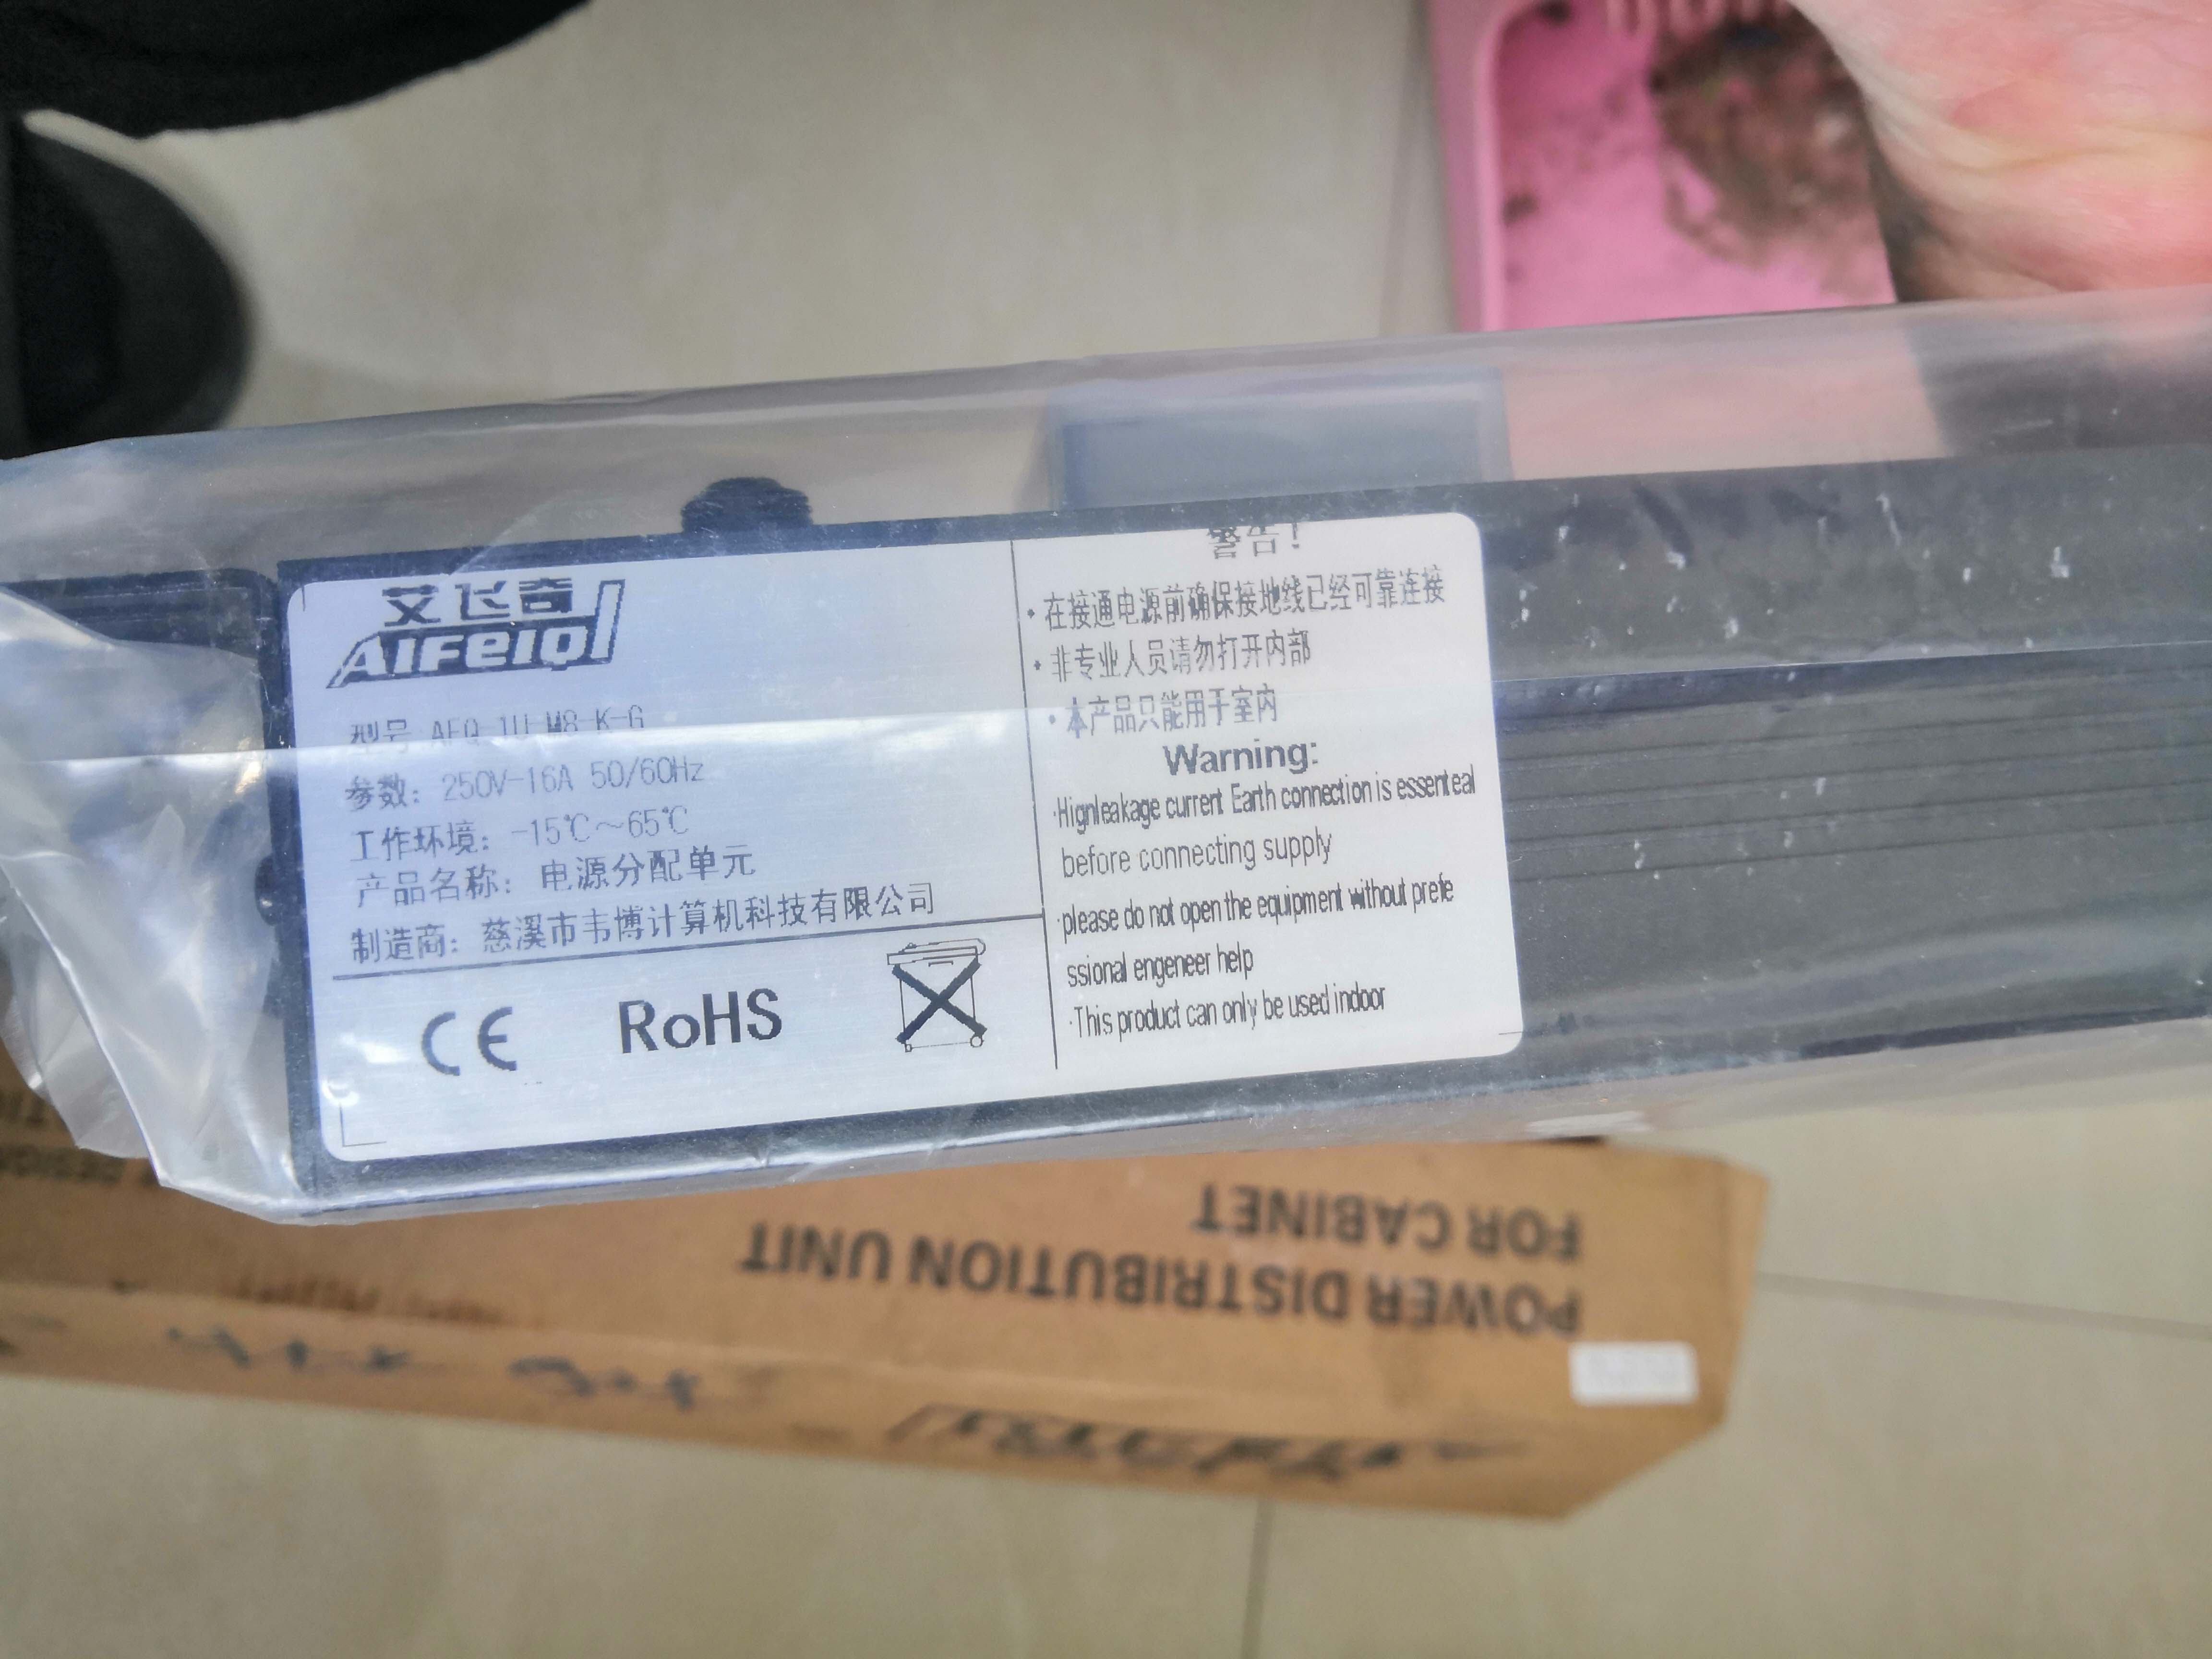 艾飞奇
AIFEIQI
型号 AFQ-1U-M8-K-G
参数：250V-16A 50/60Hz
工作环境：-15℃～65℃
产品名称：电源分配单元
制造商：慈溪市韦博计算机科技有限公司
CE RoHS
警告！
·在接通电源前确保接地线已经可靠连接
·非专业人员请勿打开内部
·本产品只能用于室内
Warning:
·Hignleakage current Earth connection is essenteal
before connecting supply
·please do not open the equipment without prefe
ssional engeneer help
·This product can only be used indoor
POWER DISTRIBUTION UNIT
FOR CABINET